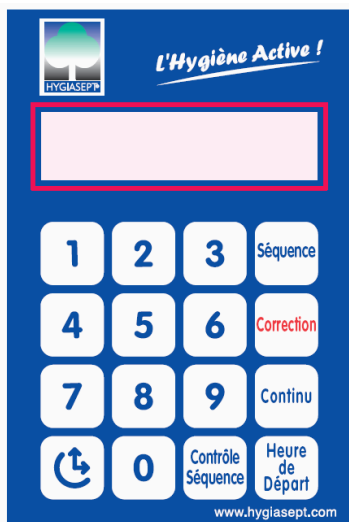 HYGIASEPT
L'Hygiène Active !
1 2 3 Séquence
4 5 6 Correction
7 8 9 Continu
0 Contrôle Séquence Heure de Départ
www.hygiasept.com